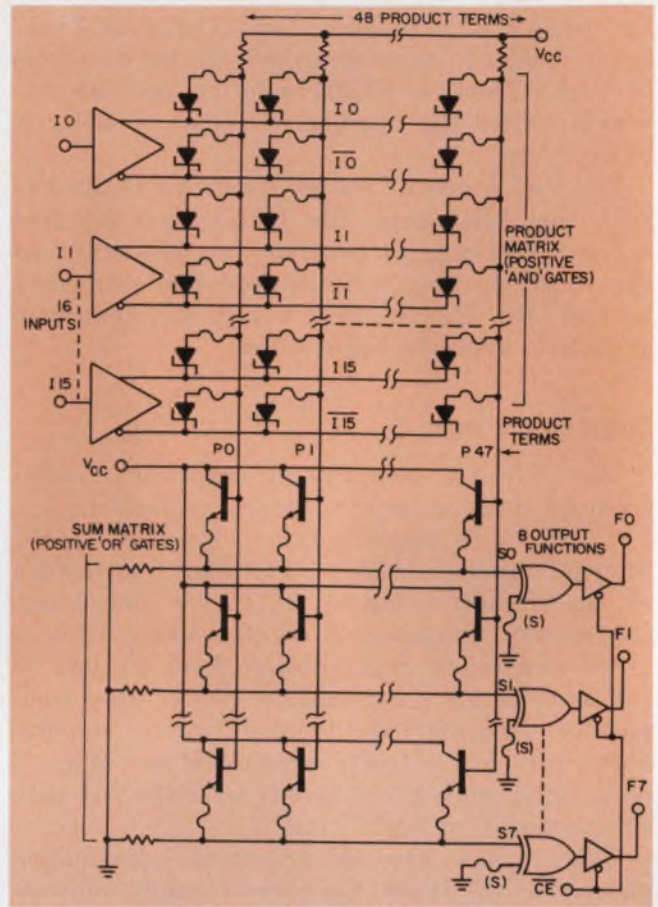 48 PRODUCT TERMS
VCC
I0
I0
I0
I1
I1
I1
16
INPUTS
I15
I15
I15
PRODUCT
MATRIX
(POSITIVE
'AND' GATES)
PRODUCT
TERMS
P0
P1
P47
VCC
SUM MATRIX
(POSITIVE 'OR' GATES)
8 OUTPUT
FUNCTIONS
S0
F0
(S)
S1
F1
(S)
S7
F7
(S)
CE